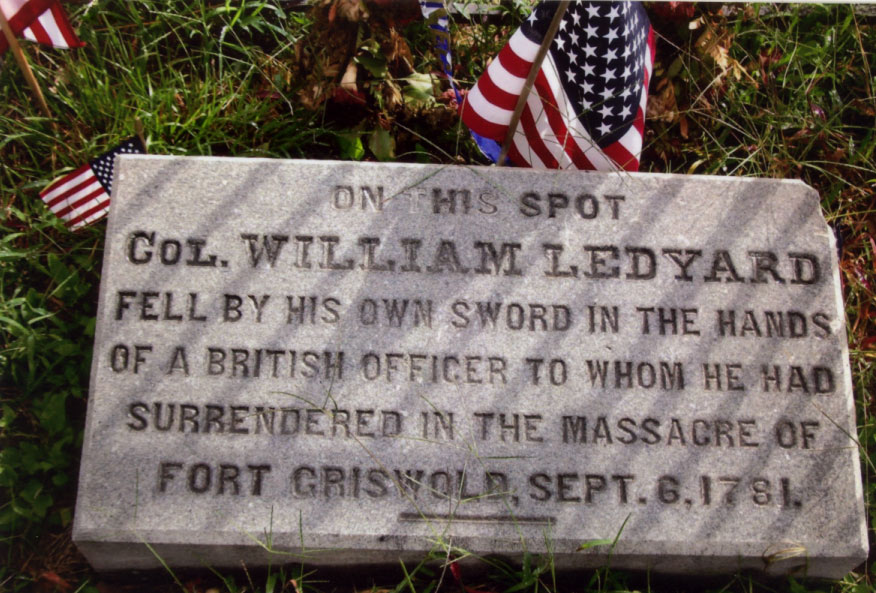 ON THIS SPOT
COL. WILLIAM LEDYARD
FELL BY HIS OWN SWORD IN THE HANDS
OF A BRITISH OFFICER TO WHOM HE HAD
SURRENDERED IN THE MASSACRE OF
FORT GRISWOLD, SEPT. 6, 1781.